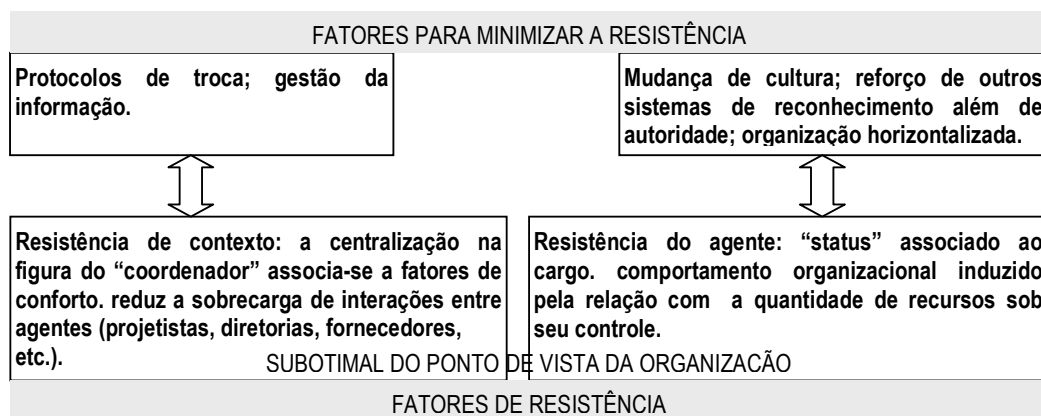 FATORES PARA MINIMIZAR A RESISTÊNCIA
Protocolos de troca; gestão da
informação.
Mudança de cultura; reforço de outros
sistemas de reconhecimento além de
autoridade; organização horizontalizada.
Resistência de contexto: a centralização na
figura do “coordenador” associa-se a fatores de
conforto. reduz a sobrecarga de interações entre
agentes (projetistas, diretorias, fornecedores,
etc.).
Resistência do agente: “status” associado ao
cargo. comportamento organizacional induzido
pela relação com a quantidade de recursos sob
seu controle.
SUBOTIMAL DO PONTO DE VISTA DA ORGANIZACÃO
FATORES DE RESISTÊNCIA